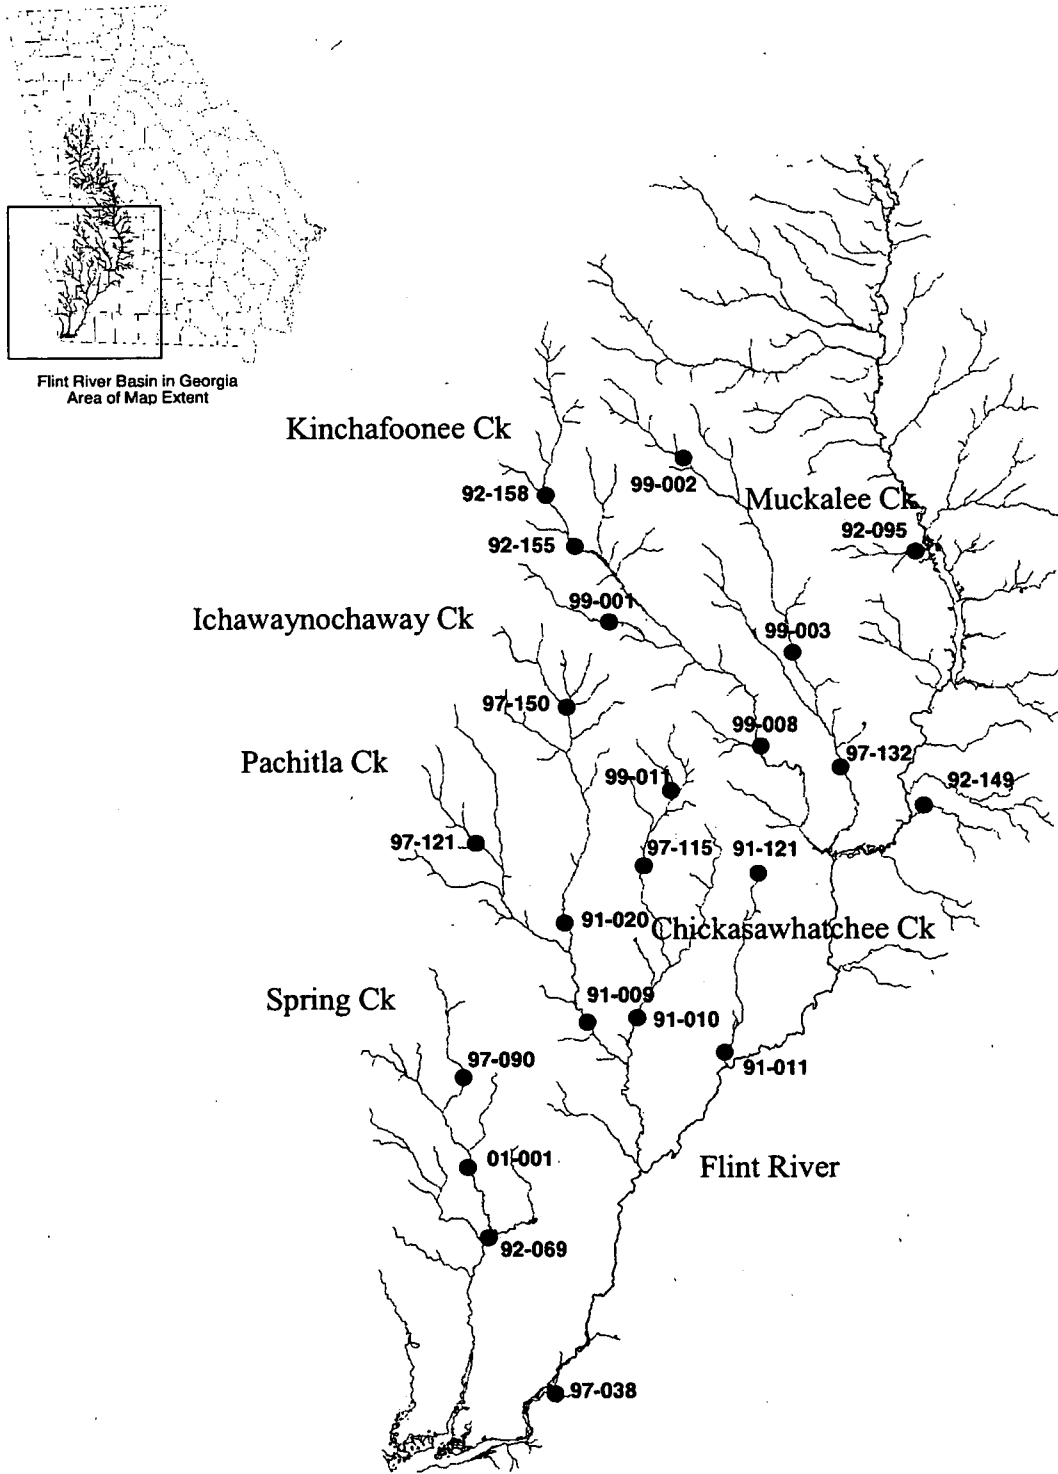 Flint River Basin in Georgia
Area of Map Extent
Kinchafoonee Ck
99-002
92-158
Muckalee Ck
92-095
92-155
99-001
Ichawaynochaway Ck
99-003
97-150
99-008
97-132
Pachitla Ck
99-011
92-149
97-121
97-115
91-121
91-020
Chickasawhatchee Ck
Spring Ck
91-009
91-010
97-090
91-011
01-001
Flint River
92-069
97-038